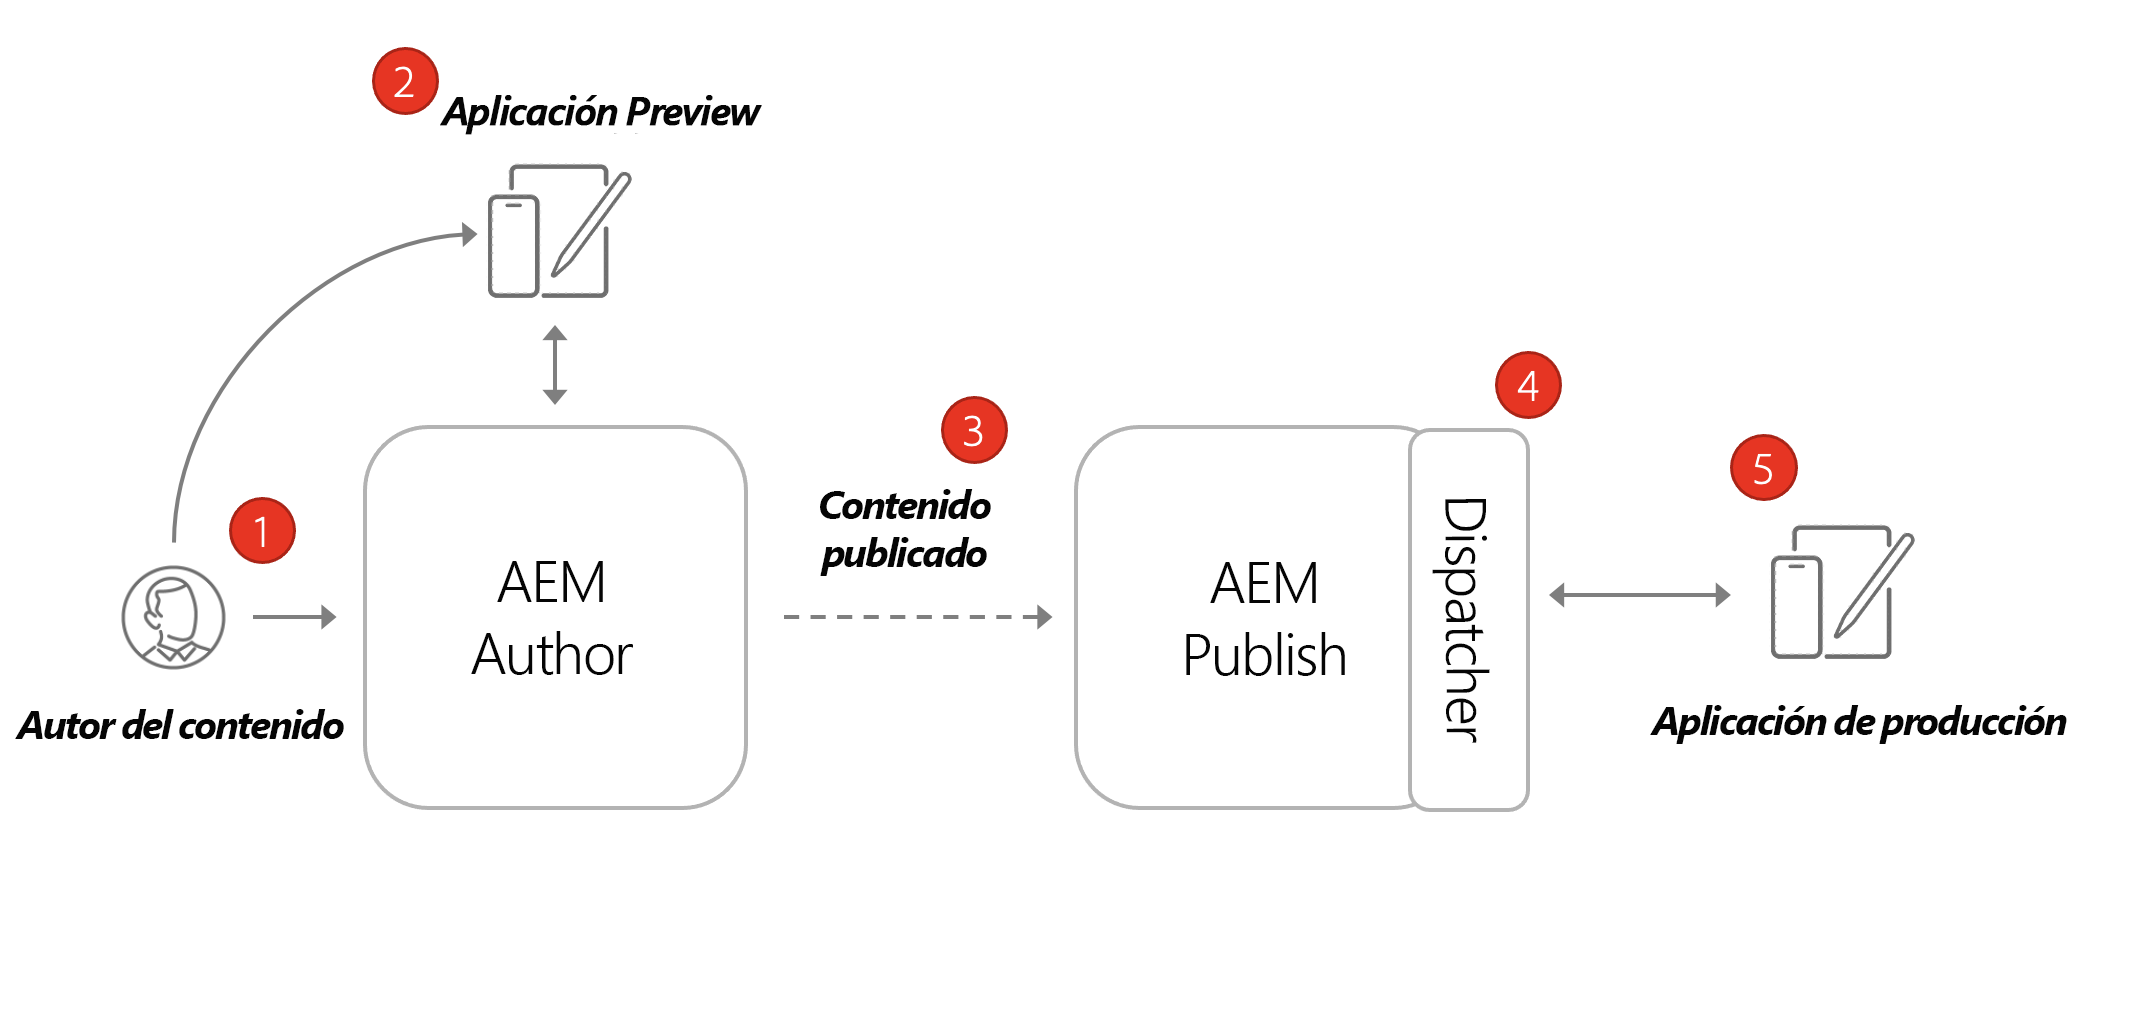 2
Aplicación Preview
1
Autor del contenido
AEM
Author
3
Contenido
publicado
AEM
Publish
4
Dispatcher
5
Aplicación de producción